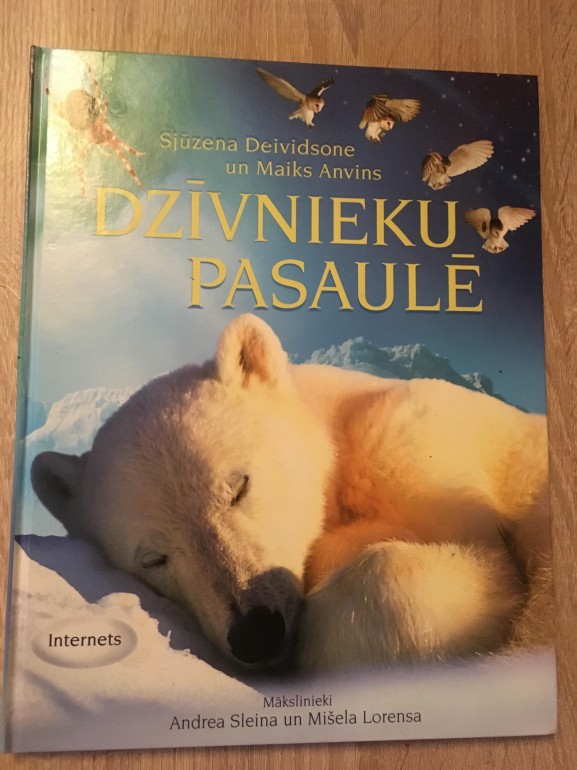 Sjūzena Deividsone
un Maiks Anvins
DZĪVNIEKU
PASAULĒ
Internets
Mākslinieki
Andrea Sleina un Mišela Lorensa